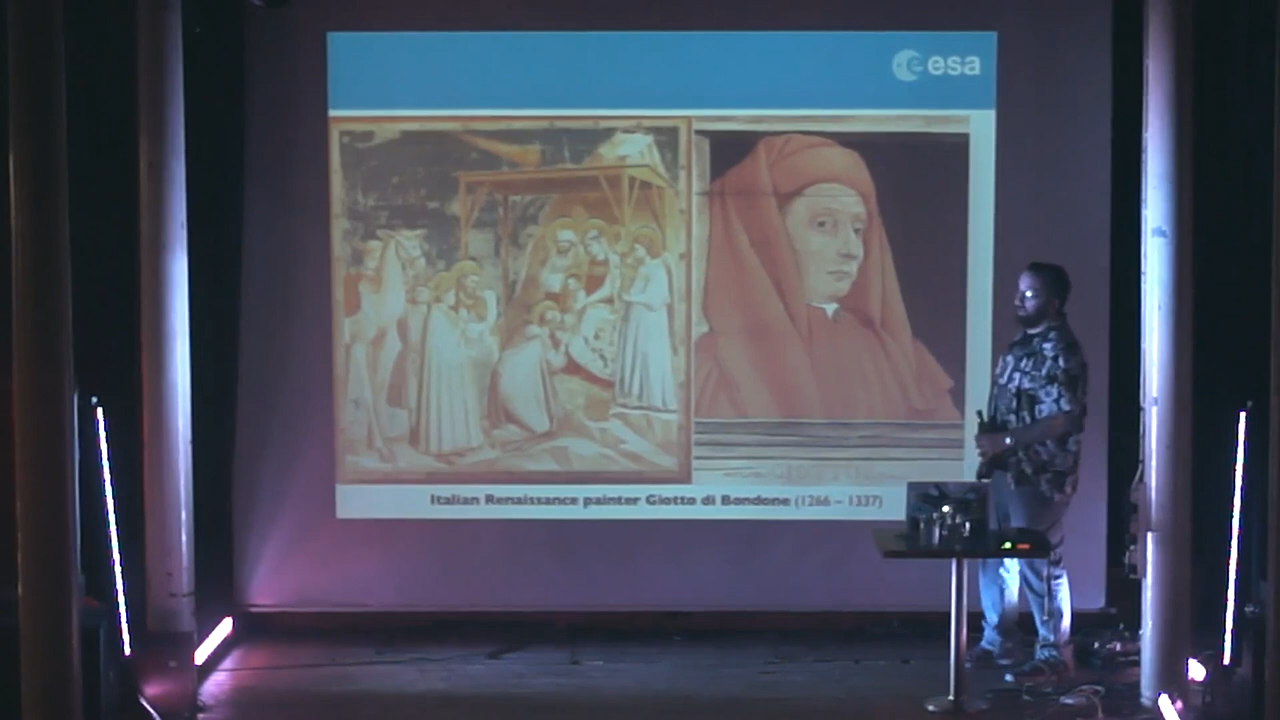 esa
Italian Renaissance painter Giotto di Bondone (1266 – 1337)